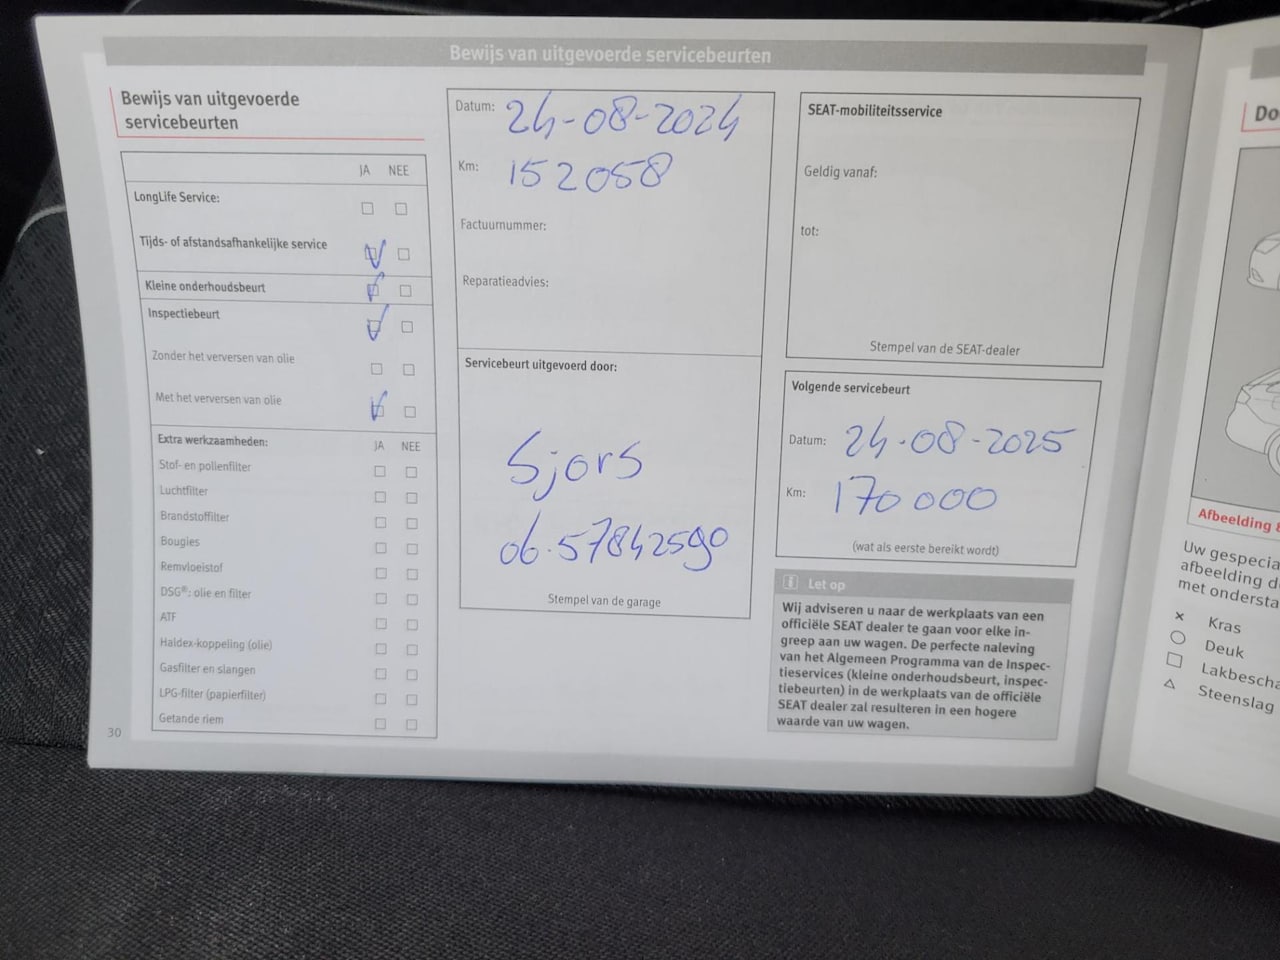 Bewijs van uitgevoerde servicebeurten
Bewijs van uitgevoerde
servicebeurten
JA NEE
LongLife Service:
Tijds- of afstandsafhankelijke service
Kleine onderhoudsbeurt
Inspectiebeurt
Zonder het verversen van olie
Met het verversen van olie
Extra werkzaamheden: JA NEE
Stof- en pollenfilter
Luchtfilter
Brandstoffilter
Bougies
Remvloeistof
DSG®: olie en filter
ATF
Haldex-koppeling (olie)
Gasfilter en slangen
LPG-filter (papierfilter)
Getande riem
30
Datum: 24-08-2024
Km: 152058
Factuurnummer:
Reparatieadvies:
Servicebeurt uitgevoerd door:
Sjors
06.57842590
Stempel van de garage
SEAT-mobiliteitsservice
Geldig vanaf:
tot:
Stempel van de SEAT-dealer
Volgende servicebeurt
Datum: 24-08-2025
Km: 170000
(wat als eerste bereikt wordt)
i Let op
Wij adviseren u naar de werkplaats van een
officiële SEAT dealer te gaan voor elke in-
greep aan uw wagen. De perfecte naleving
van het Algemeen Programma van de Inspec-
tieservices (kleine onderhoudsbeurt, inspec-
tiebeurten) in de werkplaats van de officiële
SEAT dealer zal resulteren in een hogere
waarde van uw wagen.
Do
Afbeelding 8
Uw gespecia
afbeelding d
met ondersta
Kras
Deuk
Lakbescha
Steenslag